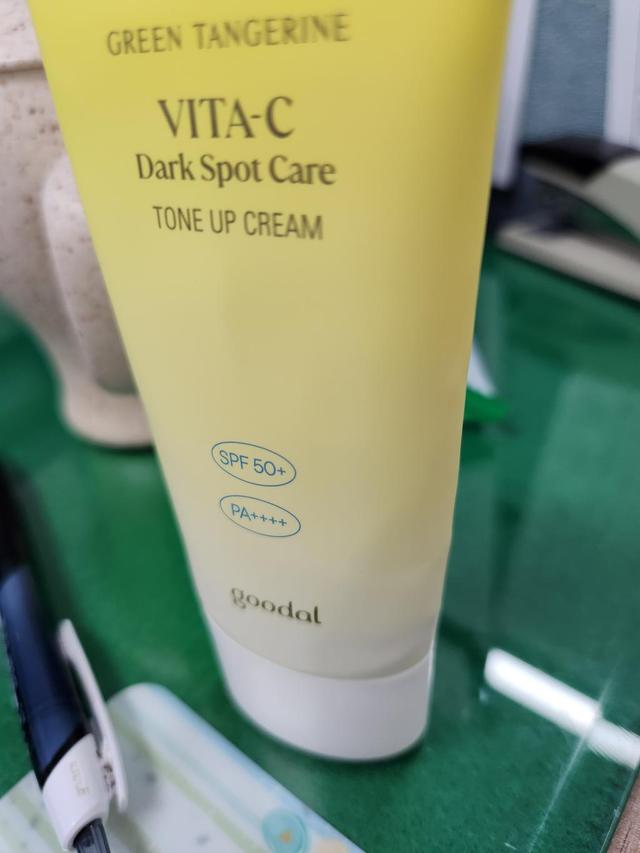 GREEN TANGERINE
VITA-C
Dark Spot Care
TONE UP CREAM
SPF 50+
PA++++
goodal